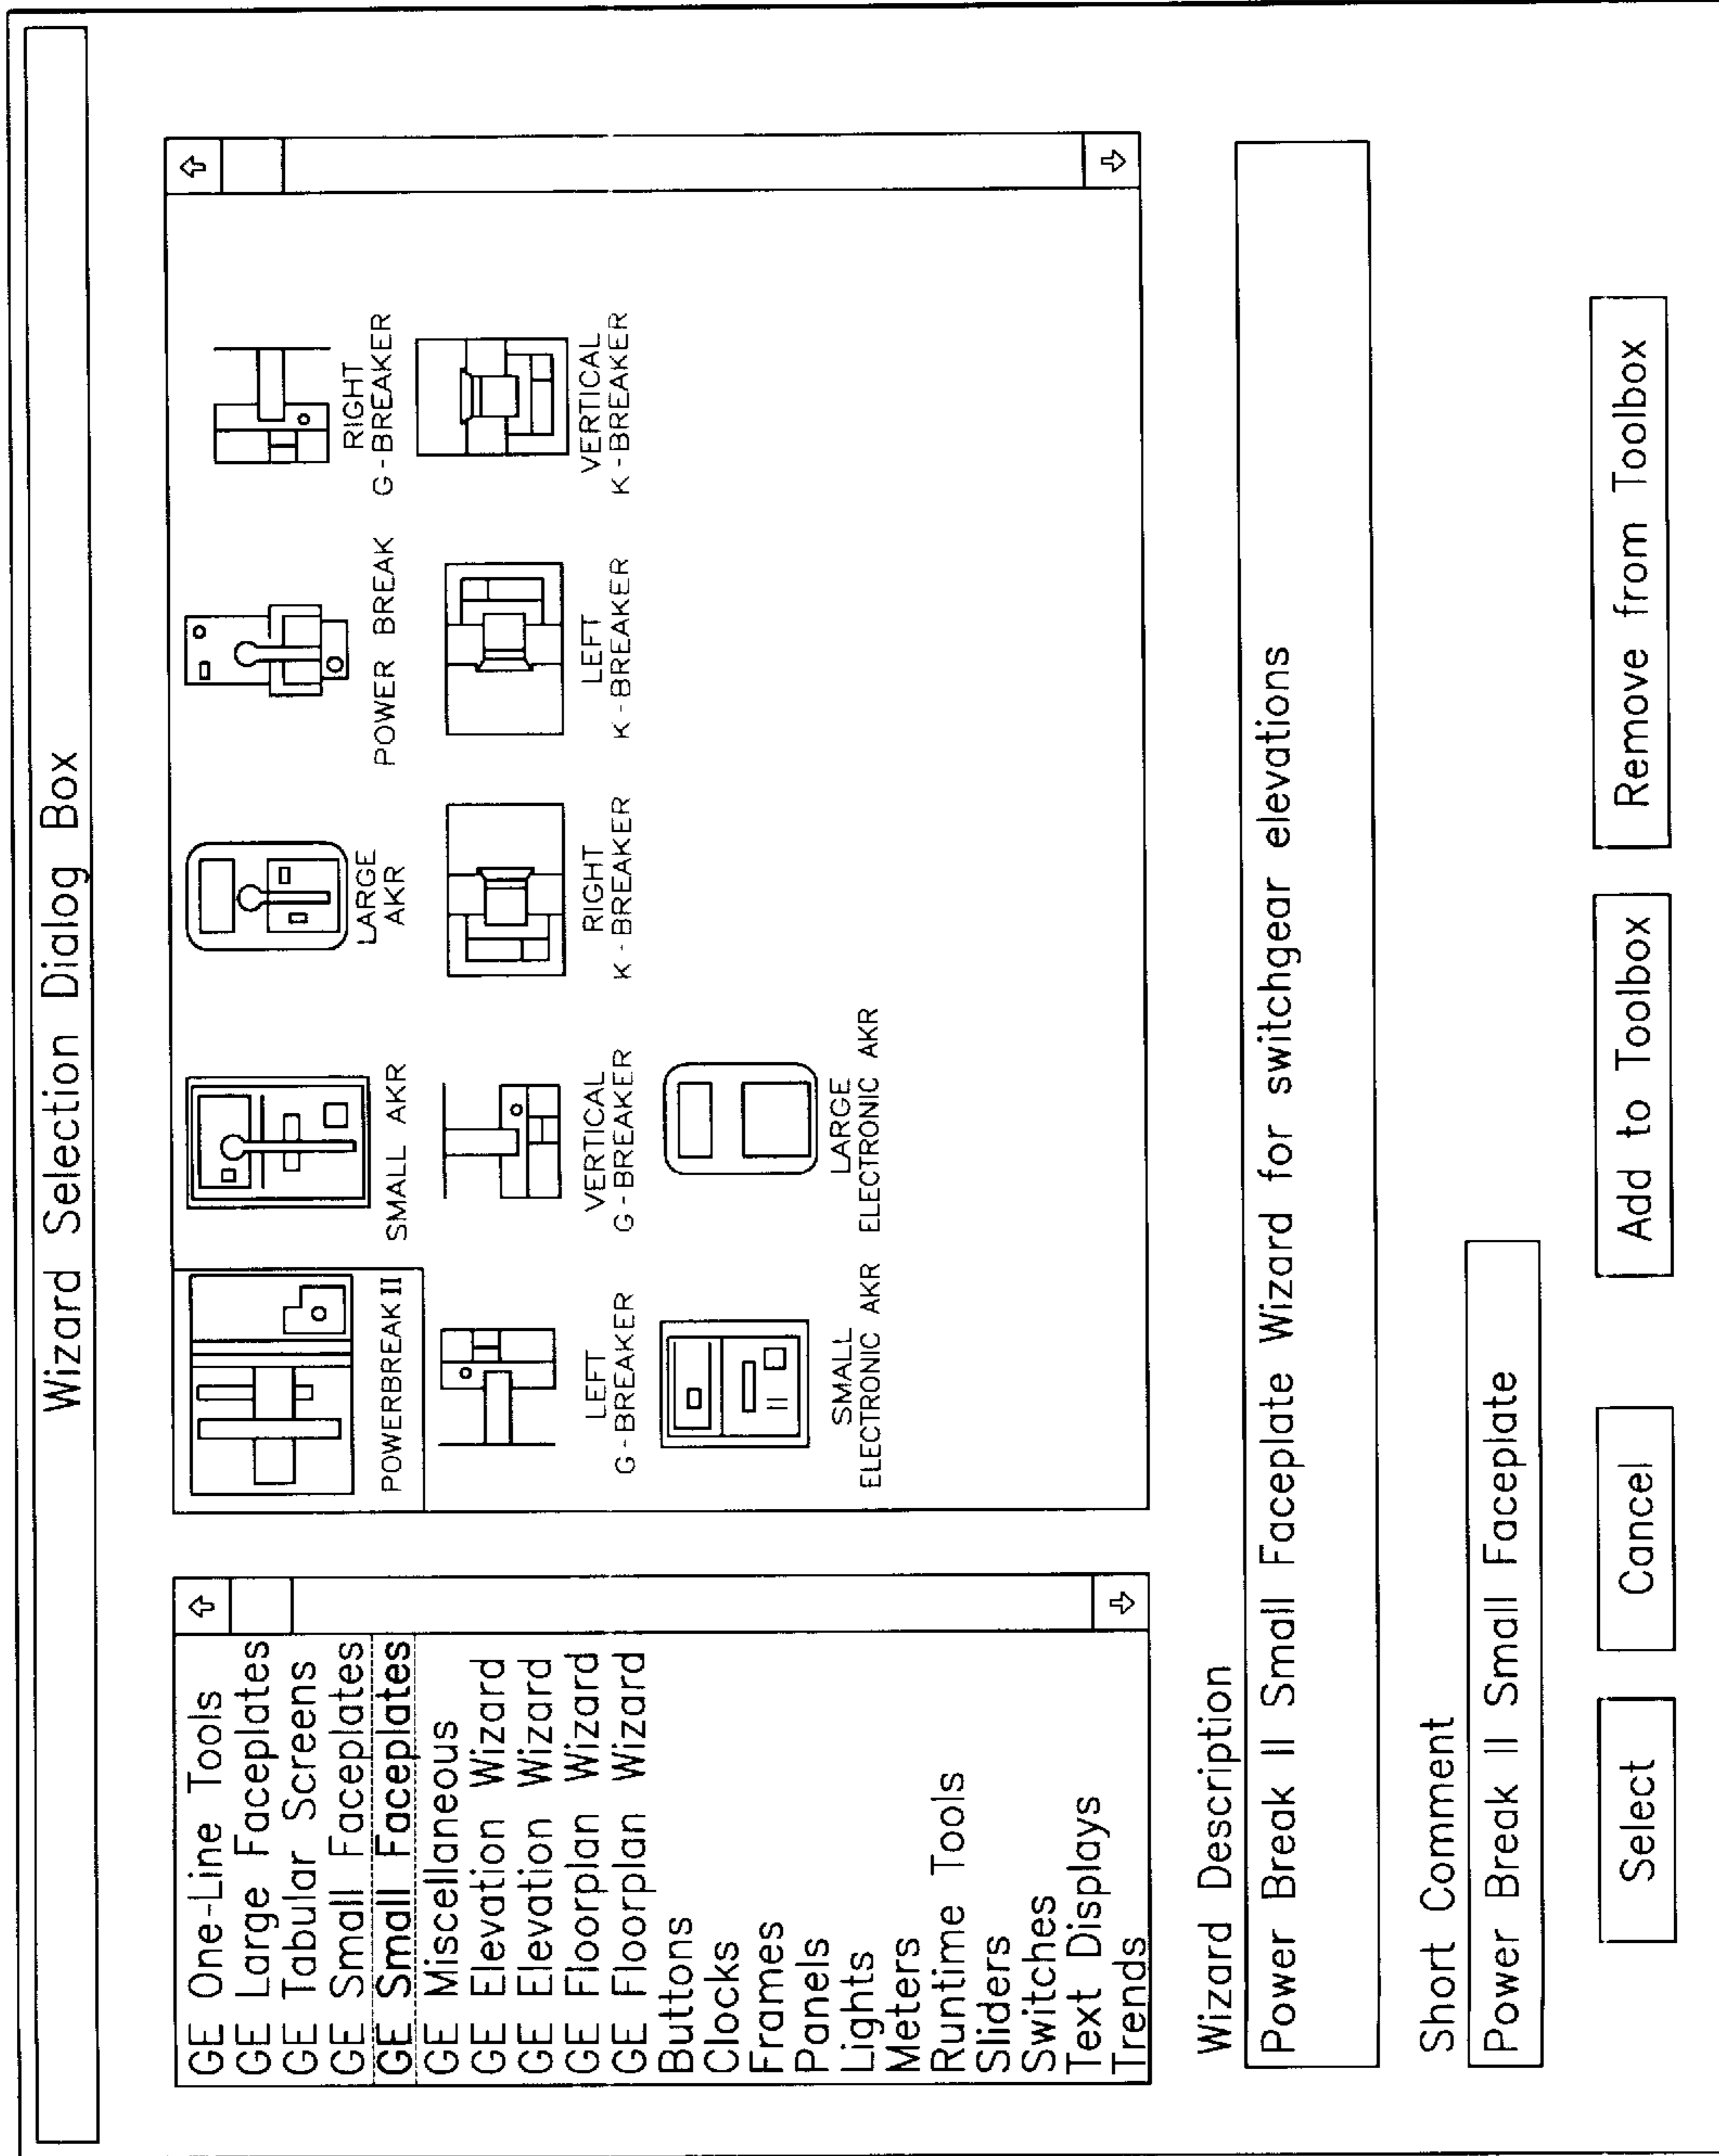 Wizard Selection Dialog Box
GE One-Line Tools
GE Large Faceplates
GE Tabular Screens
GE Small Faceplates
GE Small Faceplates
GE Miscellaneous
GE Elevation Wizard
GE Elevation Wizard
GE Floorplan Wizard
GE Floorplan Wizard
Buttons
Clocks
Frames
Panels
Lights
Meters
Runtime Tools
Sliders
Switches
Text Displays
Trends
POWERBREAK II
SMALL AKR
LARGE
AKR
POWER BREAK
RIGHT
G-BREAKER
LEFT
G-BREAKER
VERTICAL
G-BREAKER
RIGHT
K-BREAKER
LEFT
K-BREAKER
VERTICAL
K-BREAKER
SMALL
ELECTRONIC AKR
LARGE
ELECTRONIC AKR
Wizard Description
Power Break II Small Faceplate Wizard for switchgear elevations
Short Comment
Power Break II Small Faceplate
Select
Cancel
Add to Toolbox
Remove from Toolbox